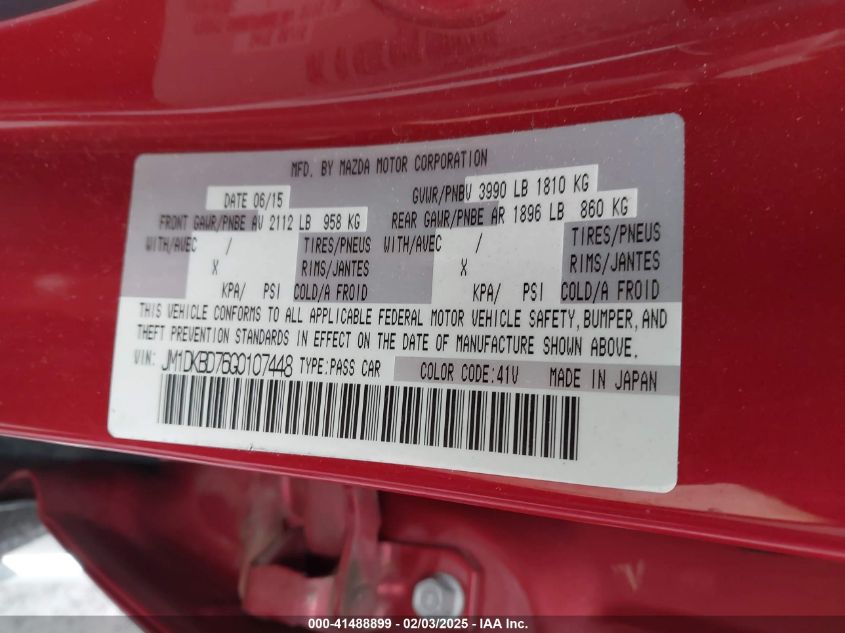 MFD. BY MAZDA MOTOR CORPORATION
DATE 06/15 GVWR/PNBV 3990 LB 1810 KG
FRONT GAWR/PNBE AV 2112 LB 958 KG REAR GAWR/PNBE AR 1896 LB 860 KG
WITH/AVEC / TIRES/PNEUS WITH/AVEC / TIRES/PNEUS
X RIMS/JANTES X RIMS/JANTES
KPA/ PSI COLD/A FROID KPA/ PSI COLD/A FROID
THIS VEHICLE CONFORMS TO ALL APPLICABLE FEDERAL MOTOR VEHICLE SAFETY, BUMPER, AND
THEFT PREVENTION STANDARDS IN EFFECT ON THE DATE OF MANUFACTURE SHOWN ABOVE.
VIN: JM1DKBD76G0107448 TYPE:PASS CAR COLOR CODE:41V MADE IN JAPAN
© - 41488899 - 02/03/2025 - IAA Inc.